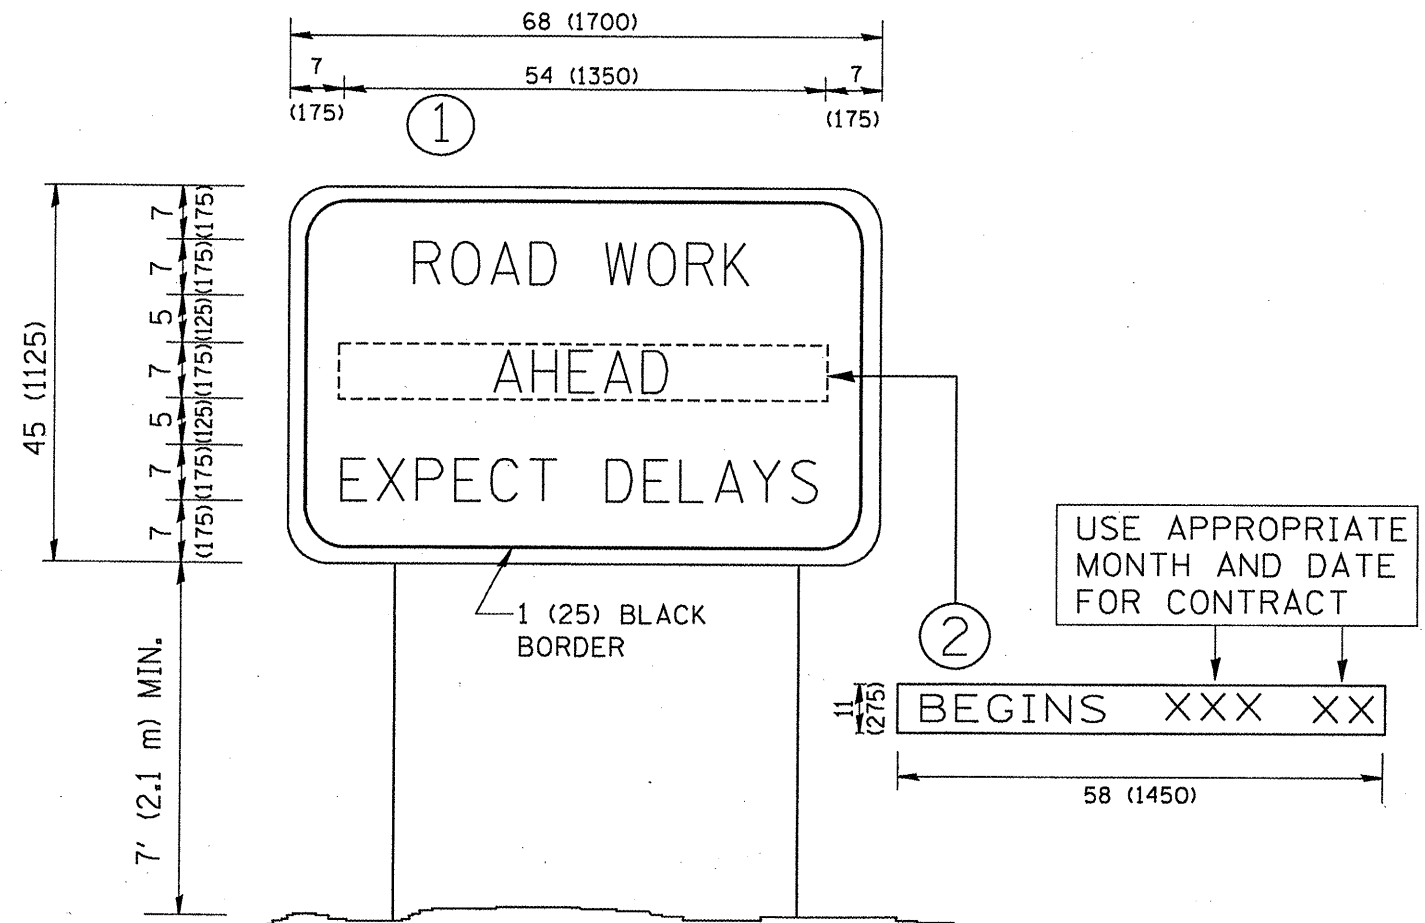 68 (1700)
7
54 (1350)
7
(175)
(175)
1
45 (1125)
7
(175)
7
(175)
5
(125)
7
(175)
5
(125)
7
(175)
7
(175)
ROAD WORK
AHEAD
EXPECT DELAYS
1 (25) BLACK
BORDER
7' (2.1 m) MIN.
USE APPROPRIATE
MONTH AND DATE
FOR CONTRACT
2
11
(275)
BEGINS XXX XX
58 (1450)